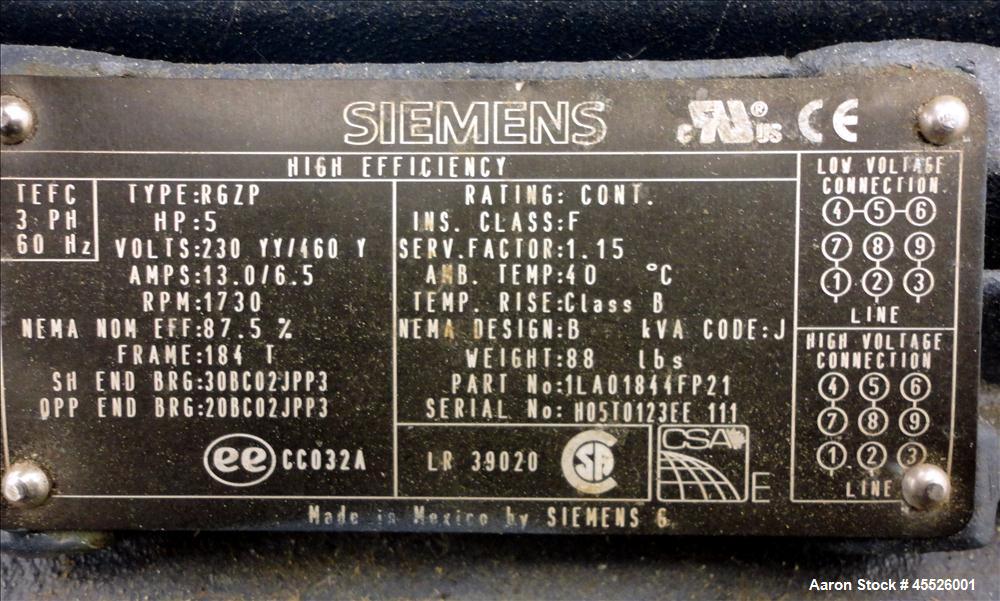 SIEMENS
c UL ® US CE
HIGH EFFICIENCY
TEFC
3 PH
60 Hz
TYPE:RGZP
HP:5
VOLTS:230 YY/460 Y
AMPS:13.0/6.5
RPM:1730
NEMA NOM EFF:87.5 %
FRAME:184 T
SH END BRG:30BC02JPP3
OPP END BRG:20BC02JPP3
ee CC032A
RATING: CONT.
INS. CLASS:F
SERV.FACTOR:1.15
AMB. TEMP:40 °C
TEMP. RISE:Class B
NEMA DESIGN:B kVA CODE:J
WEIGHT:88 lbs
PART No:1LA01844FP21
SERIAL No: H05T0123EE 111
LR 39020 SA
CSA
E
LOW VOLTAGE
CONNECTION
4-5-6
7 8 9
1 2 3
LINE
HIGH VOLTAGE
CONNECTION
4 5 6
7 8 9
1 2 3
LINE
Made in Mexico by SIEMENS 6
Aaron Stock # 45526001